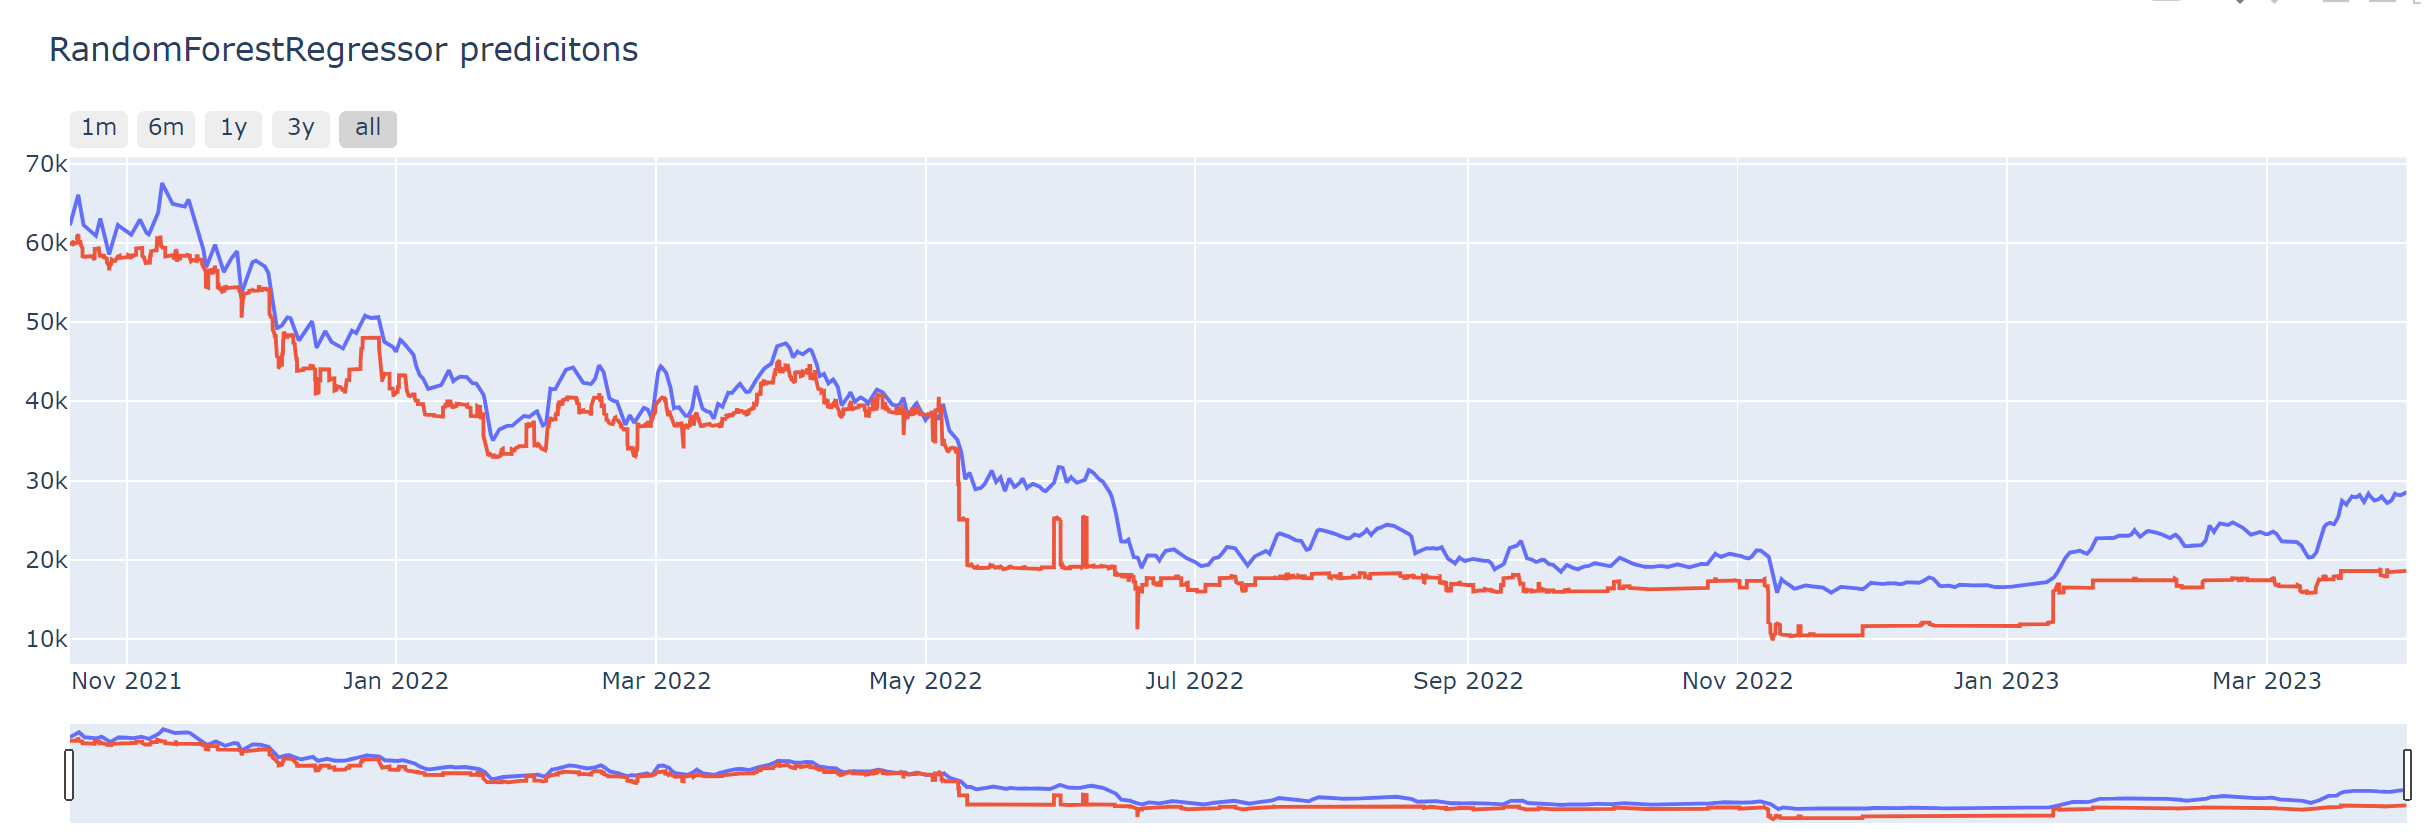 RandomForestRegressor predicitons
1m 6m 1y 3y all
70k
60k
50k
40k
30k
20k
10k
Nov 2021 Jan 2022 Mar 2022 May 2022 Jul 2022 Sep 2022 Nov 2022 Jan 2023 Mar 2023